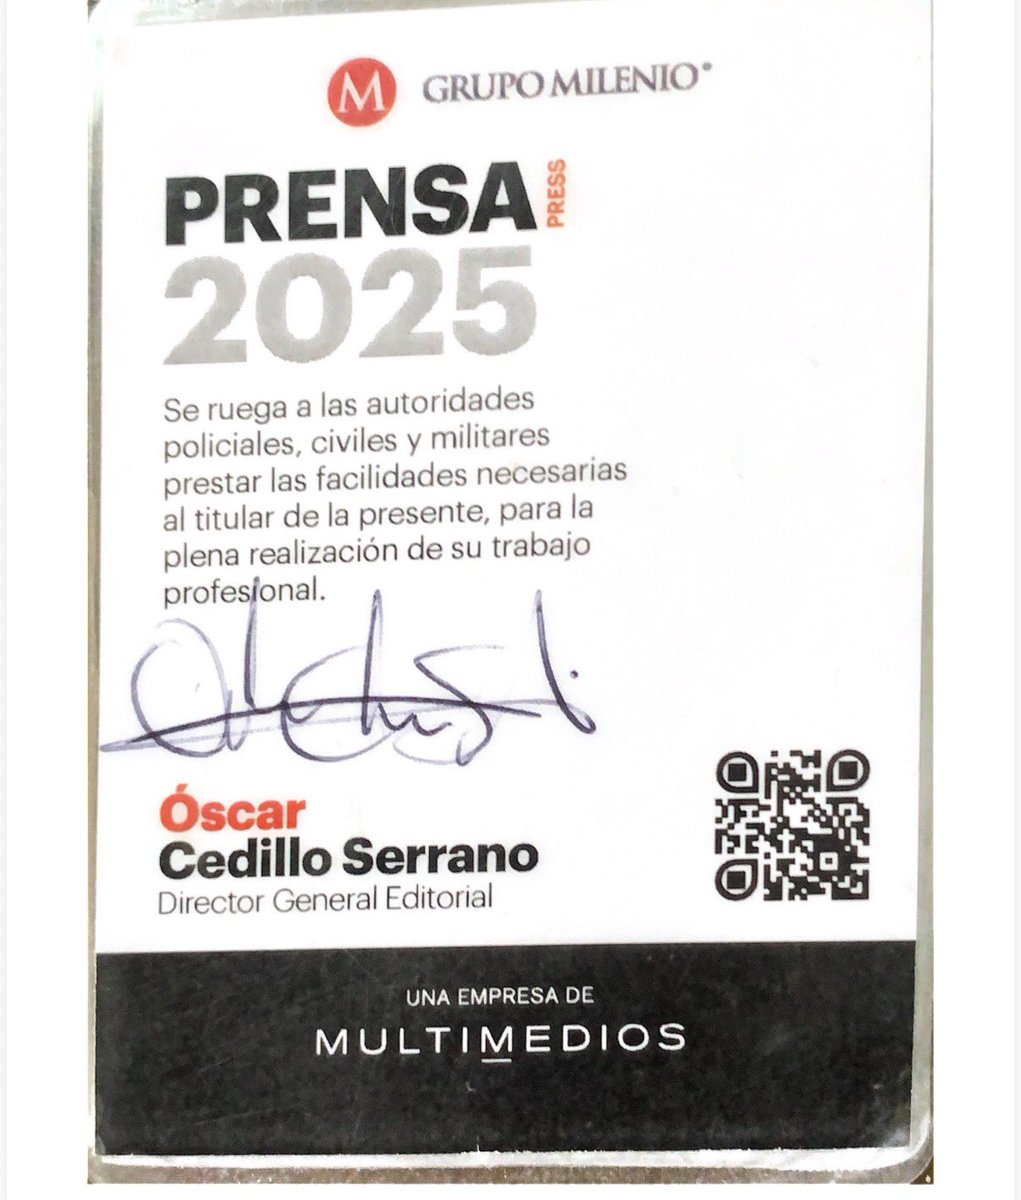 M GRUPO MILENIO®
PRENSA PRESS
2025
Se ruega a las autoridades
policiales, civiles y militares
prestar las facilidades necesarias
al titular de la presente, para la
plena realización de su trabajo
profesional.
Óscar
Cedillo Serrano
Director General Editorial
UNA EMPRESA DE
MULTIMEDIOS